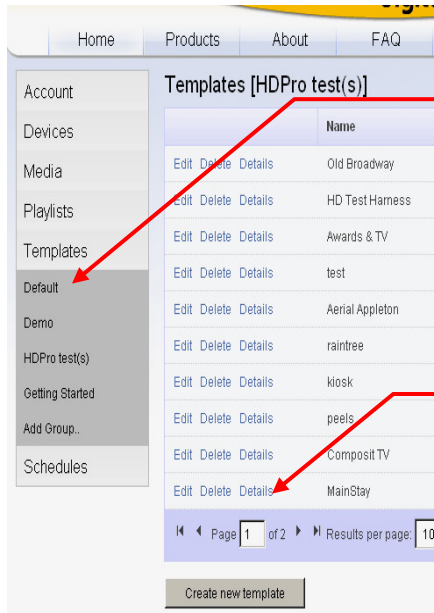 Home Products About FAQ
Account
Devices
Media
Playlists
Templates
Default
Demo
HDPro test(s)
Getting Started
Add Group..
Schedules
Templates [HDPro test(s)]
Name
Edit Delete Details Old Broadway
Edit Delete Details HD Test Harness
Edit Delete Details Awards & TV
Edit Delete Details test
Edit Delete Details Aerial Appleton
Edit Delete Details raintree
Edit Delete Details kiosk
Edit Delete Details peels
Edit Delete Details Composit TV
Edit Delete Details MainStay
Page 1 of 2 Results per page: 10
Create new template